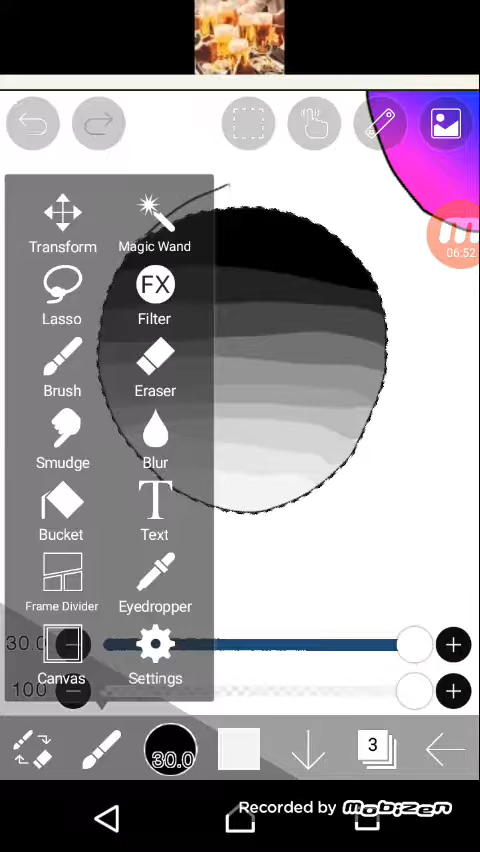 06:52
Transform
Magic Wand
Lasso
FX
Filter
Brush
Eraser
Smudge
Blur
Bucket
T
Text
Frame Divider
Eyedropper
30.0
Canvas
Settings
100
30.0
3
Recorded by mobizen